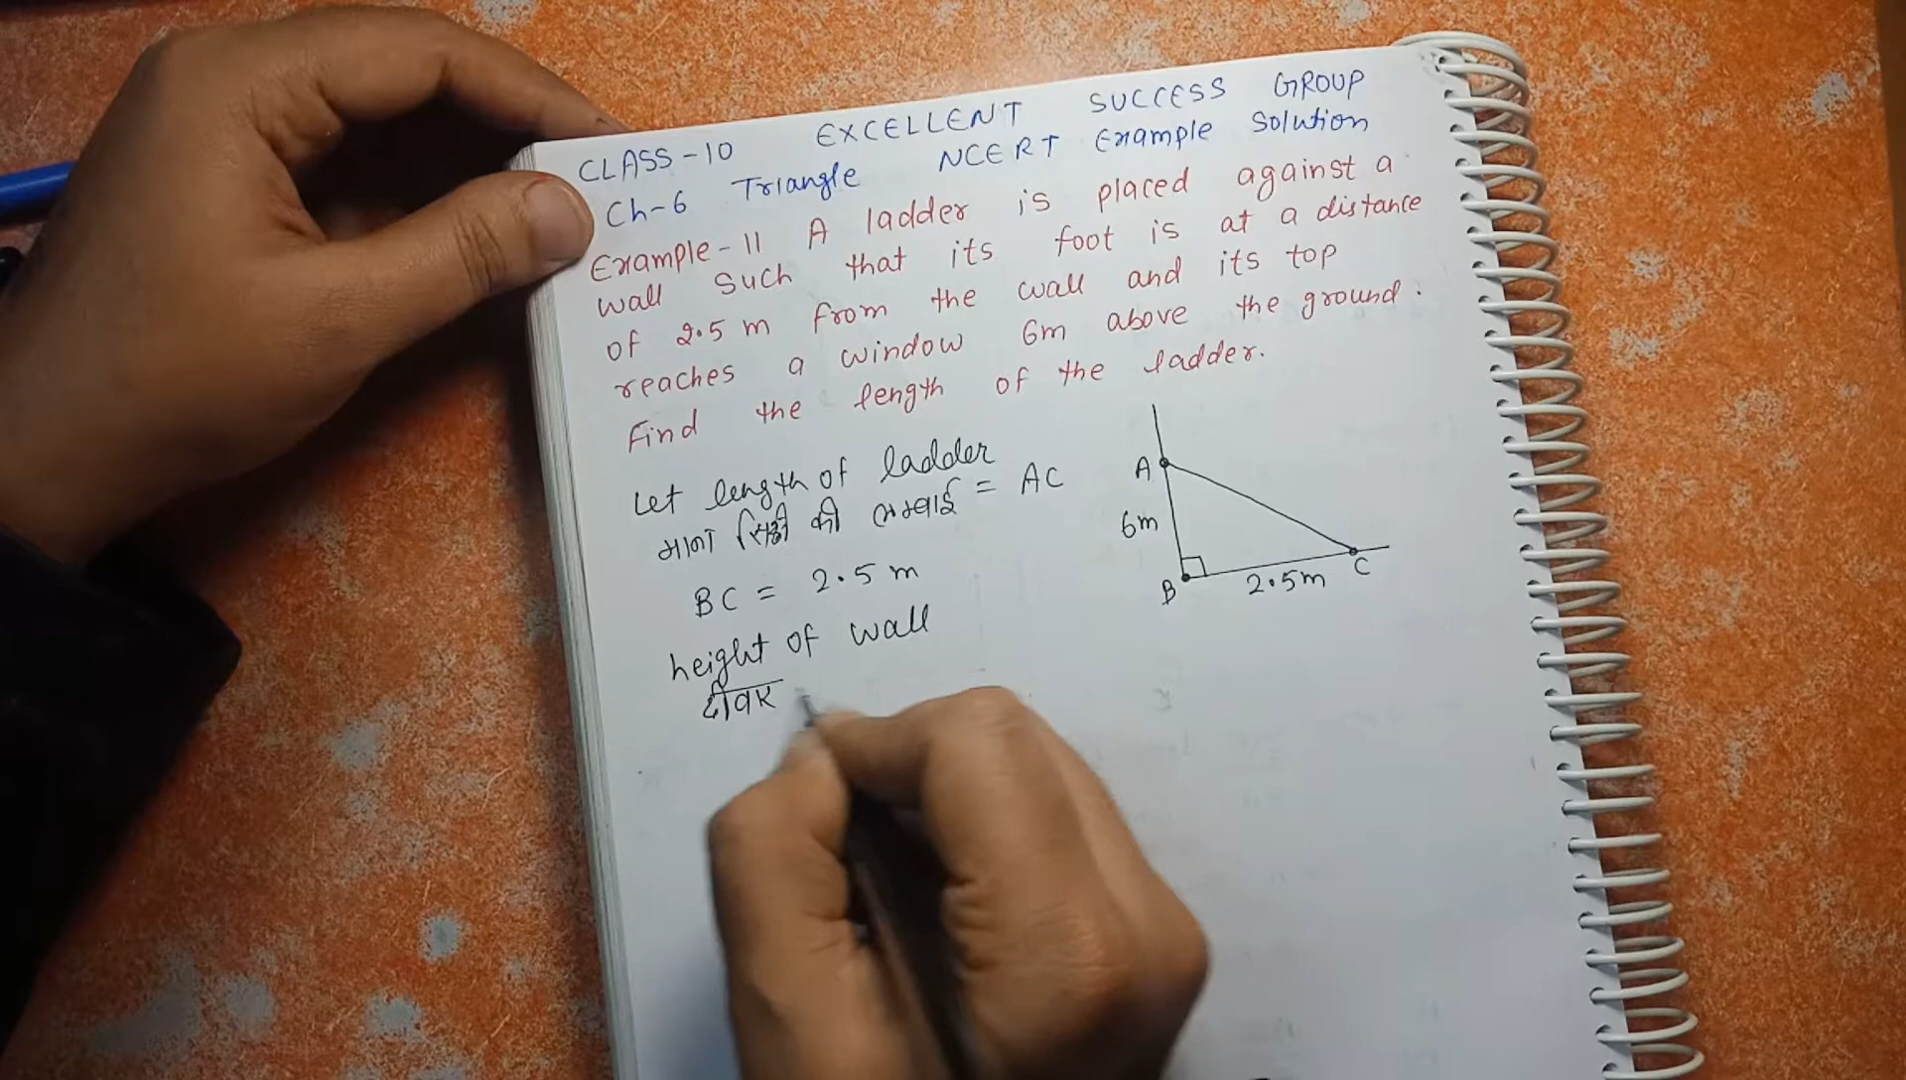 EXCELLENT SUCCESS GROUP
CLASS-10 NCERT Example Solution
Ch-6 Triangle
Example-11 A ladder is placed against a
wall such that its foot is at a distance
of 2.5 m from the wall and its top
reaches a window 6m above the ground.
Find the length of the ladder.
Let length of ladder
माना सिढ़ी की लम्बाई = AC
BC = 2.5 m
height of wall
दीवार
A
6m
B
2.5m
C